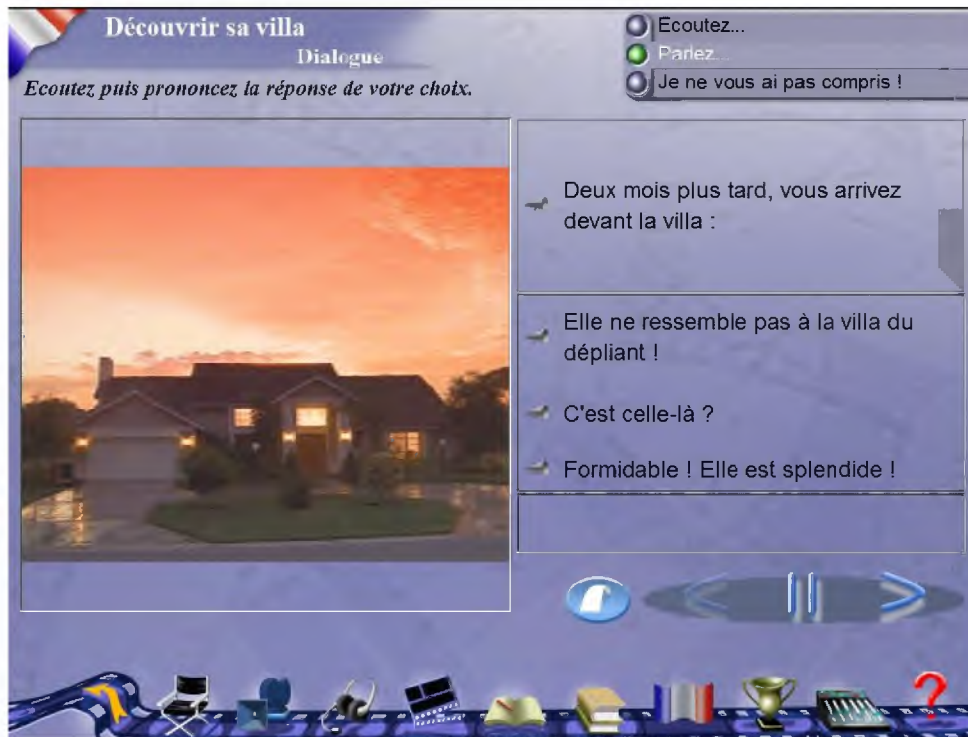 Découvrir sa villa
Dialogue
Ecoutez puis prononcez la réponse de votre choix.
Ecoutez...
Parlez...
Je ne vous ai pas compris !
Deux mois plus tard, vous arrivez
devant la villa :
Elle ne ressemble pas à la villa du
dépliant !
C'est celle-là ?
Formidable ! Elle est splendide !
?